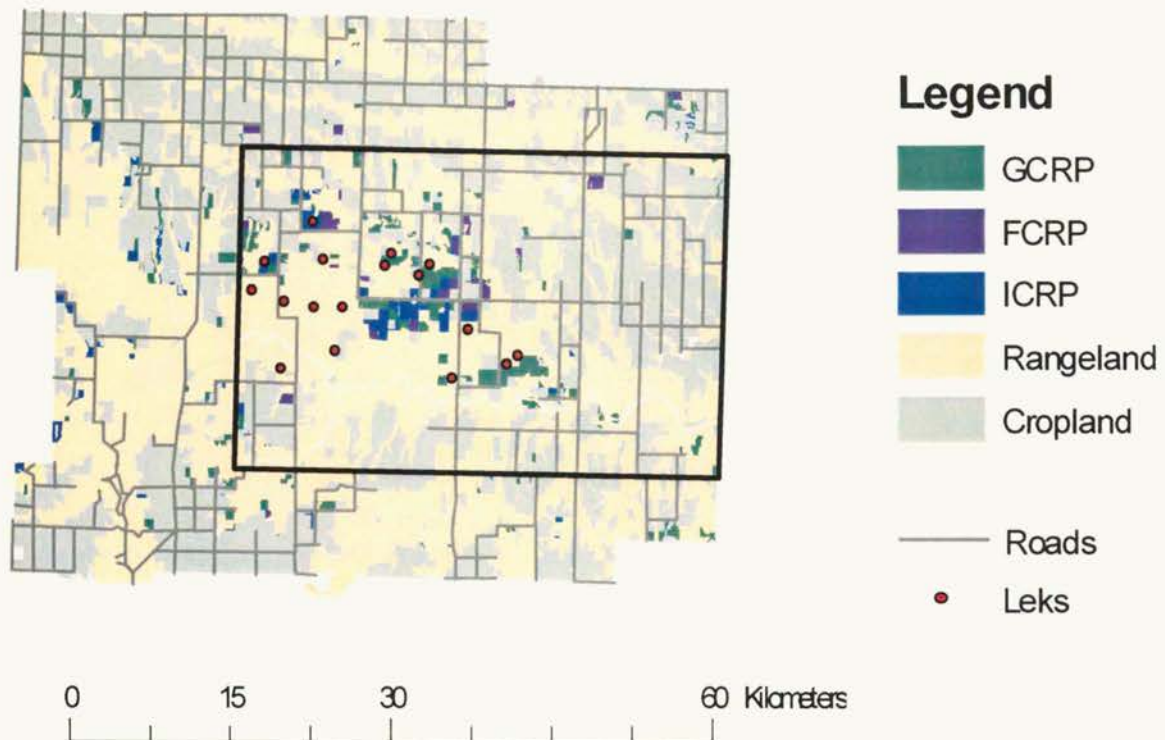 Legend
GCRP
FCRP
ICRP
Rangeland
Cropland
Roads
Leks
0 15 30 60 Kilometers